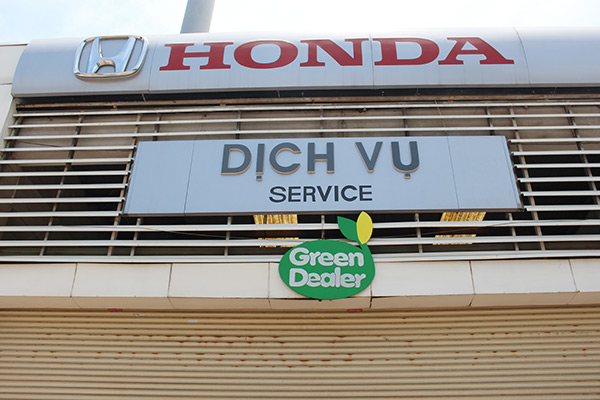 HONDA
DỊCH VỤ
SERVICE
Green
Dealer